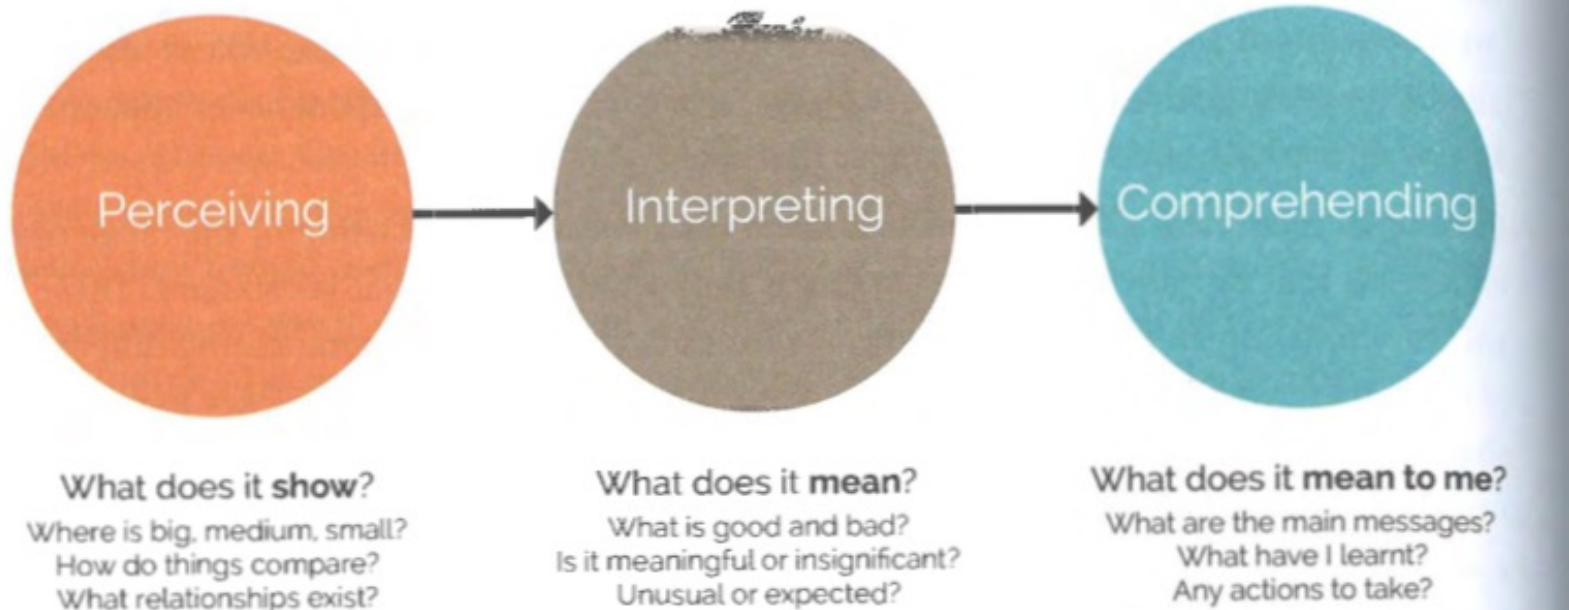 Perceiving
Interpreting
Comprehending
What does it show?
Where is big, medium, small?
How do things compare?
What relationships exist?
What does it mean?
What is good and bad?
Is it meaningful or insignificant?
Unusual or expected?
What does it mean to me?
What are the main messages?
What have I learnt?
Any actions to take?